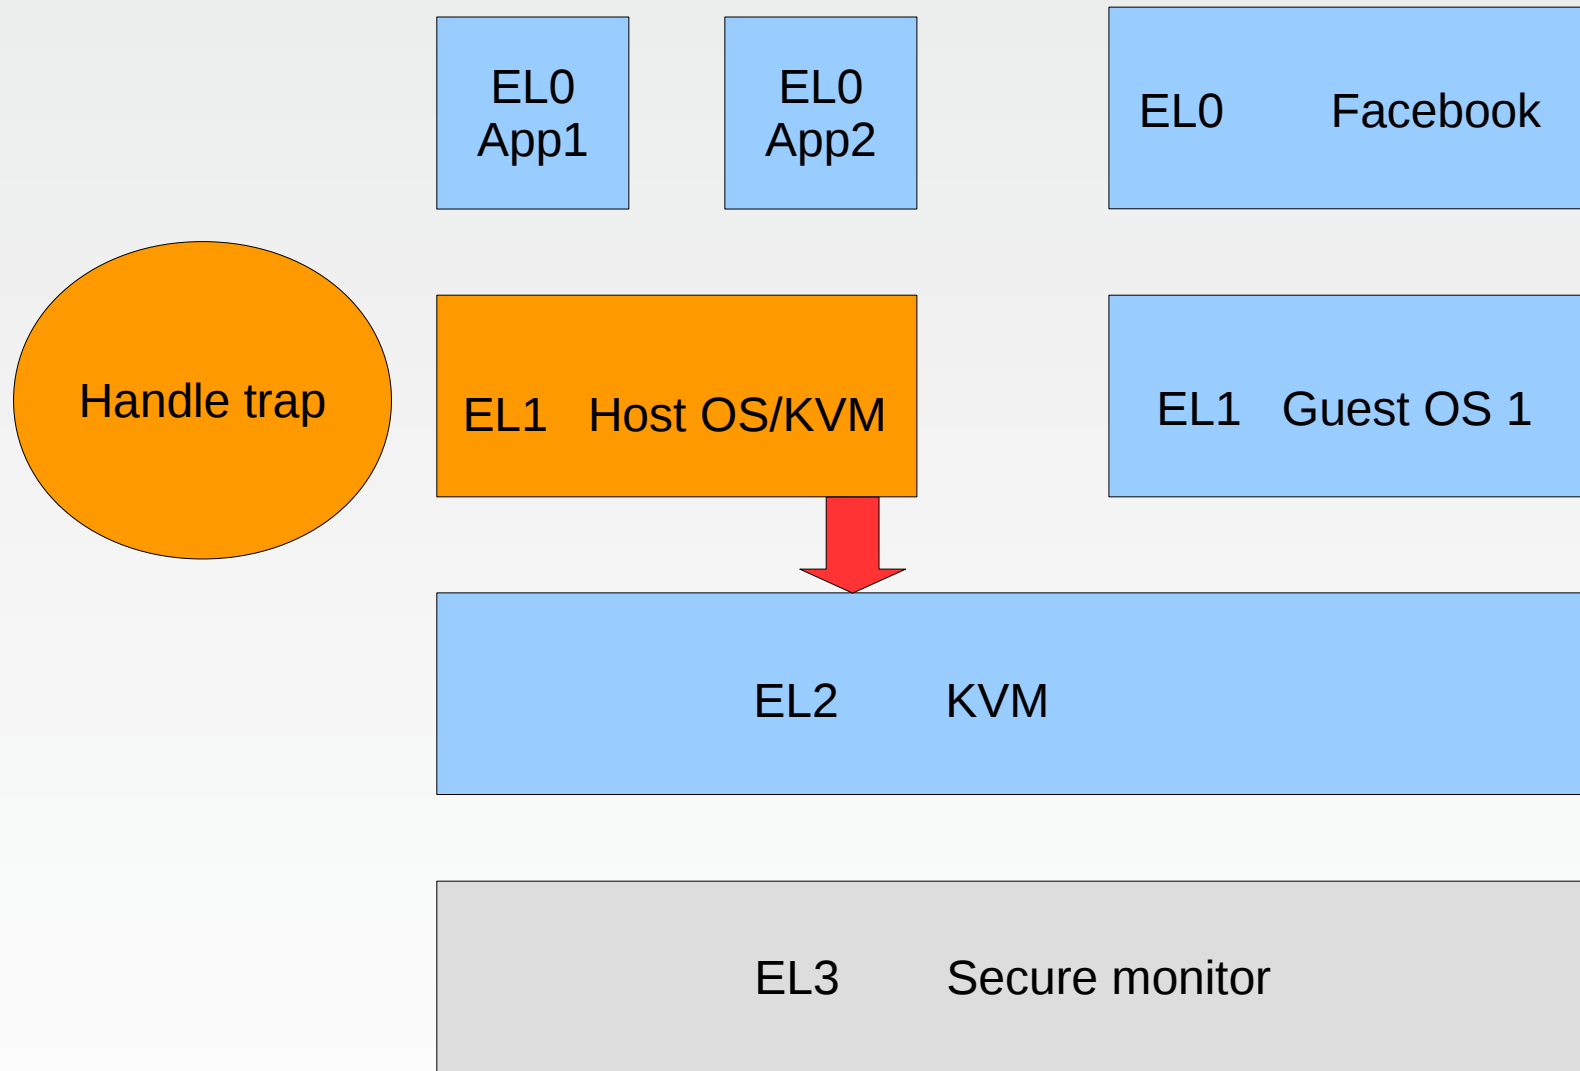 EL0
App1
EL0
App2
EL0 Facebook
Handle trap
EL1 Host OS/KVM
EL1 Guest OS 1
EL2 KVM
EL3 Secure monitor